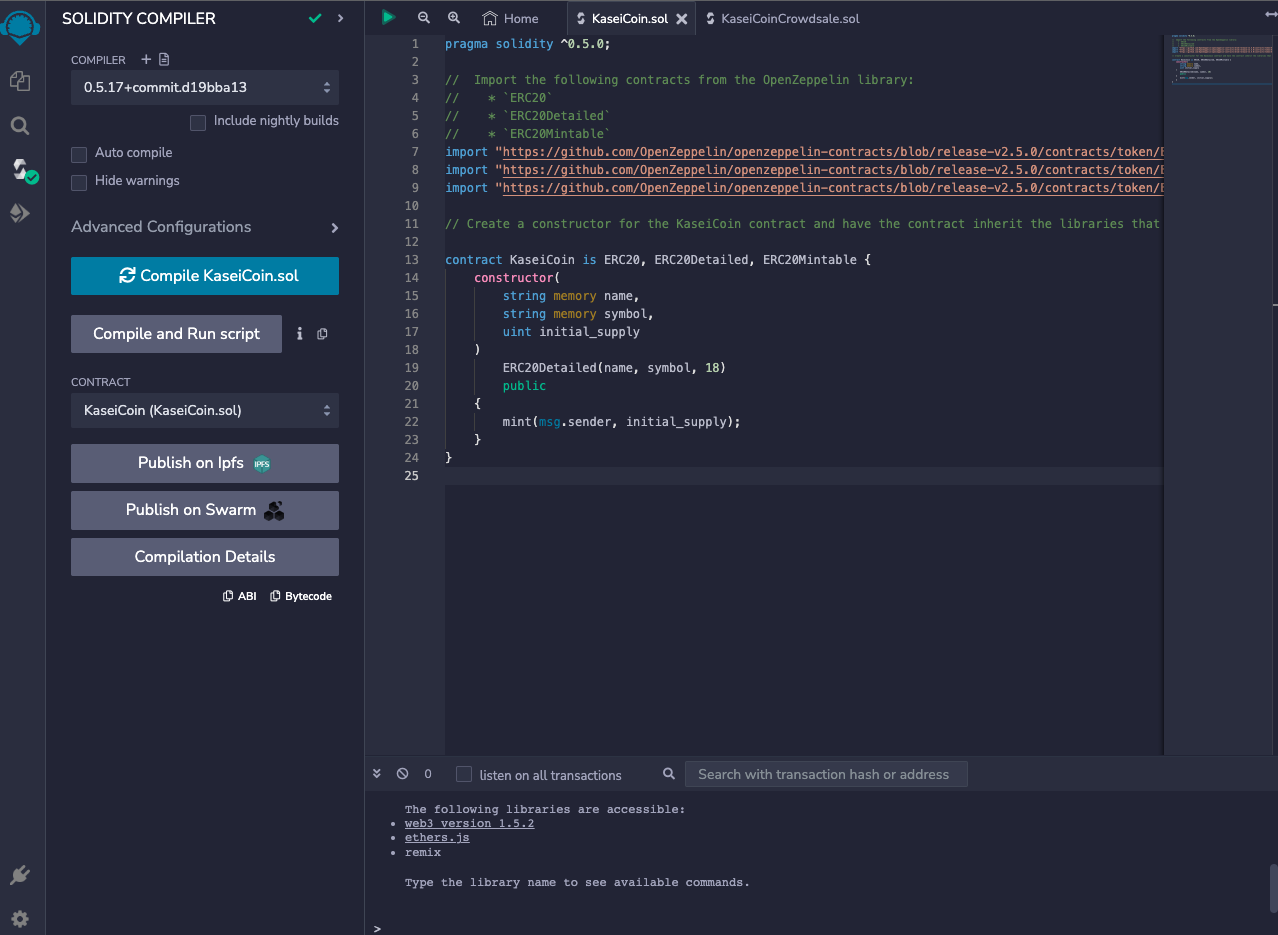 SOLIDITY COMPILER
COMPILER
0.5.17+commit.d19bba13
Include nightly builds
Auto compile
Hide warnings
Advanced Configurations
Compile KaseiCoin.sol
Compile and Run script
CONTRACT
KaseiCoin (KaseiCoin.sol)
Publish on Ipfs IPFS
Publish on Swarm
Compilation Details
ABI Bytecode
Home KaseiCoin.sol KaseiCoinCrowdsale.sol
1 pragma solidity ^0.5.0;
2
3 // Import the following contracts from the OpenZeppelin library:
4 // * `ERC20`
5 // * `ERC20Detailed`
6 // * `ERC20Mintable`
7 import "https://github.com/OpenZeppelin/openzeppelin-contracts/blob/release-v2.5.0/contracts/token/E
8 import "https://github.com/OpenZeppelin/openzeppelin-contracts/blob/release-v2.5.0/contracts/token/E
9 import "https://github.com/OpenZeppelin/openzeppelin-contracts/blob/release-v2.5.0/contracts/token/E
10
11 // Create a constructor for the KaseiCoin contract and have the contract inherit the libraries that
12
13 contract KaseiCoin is ERC20, ERC20Detailed, ERC20Mintable {
14 constructor(
15 string memory name,
16 string memory symbol,
17 uint initial_supply
18 )
19 ERC20Detailed(name, symbol, 18)
20 public
21 {
22 mint(msg.sender, initial_supply);
23 }
24 }
25
0 listen on all transactions Search with transaction hash or address
The following libraries are accessible:
• web3 version 1.5.2
• ethers.js
• remix
Type the library name to see available commands.
>